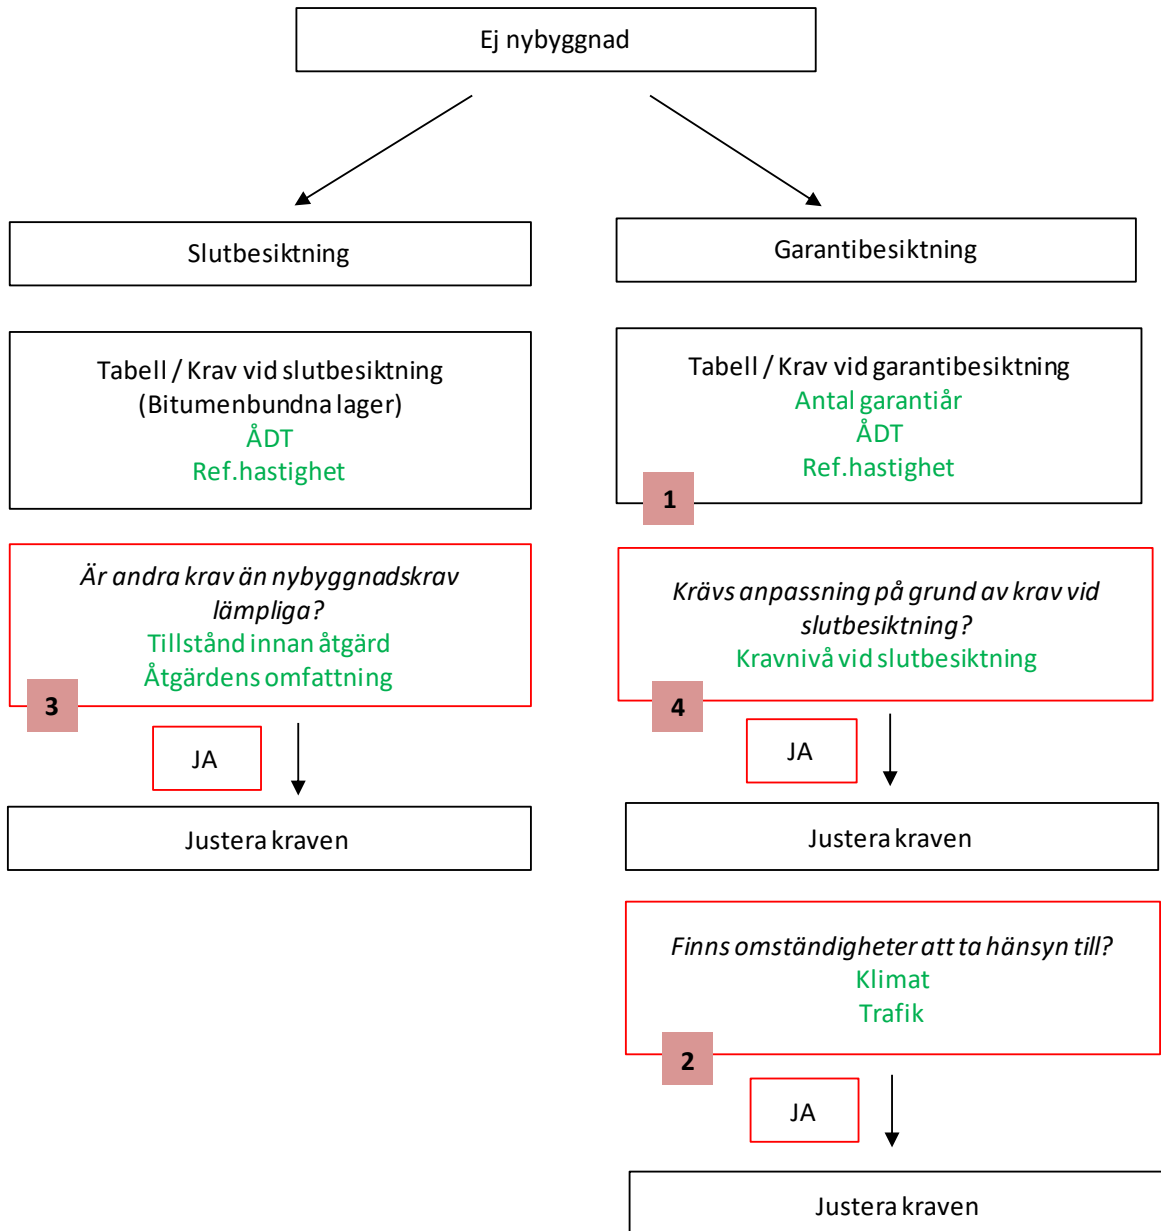 Ej nybyggnad
Slutbesiktning
Garantibesiktning
Tabell / Krav vid slutbesiktning
(Bitumenbundna lager)
ÅDT
Ref.hastighet
Tabell / Krav vid garantibesiktning
Antal garantiår
ÅDT
Ref.hastighet
1
Är andra krav än nybyggnadskrav
lämpliga?
Tillstånd innan åtgärd
Åtgärdens omfattning
3
JA
Justera kraven
Krävs anpassning på grund av krav vid
slutbesiktning?
Kravnivå vid slutbesiktning
4
JA
Justera kraven
Finns omständigheter att ta hänsyn till?
Klimat
Trafik
2
JA
Justera kraven